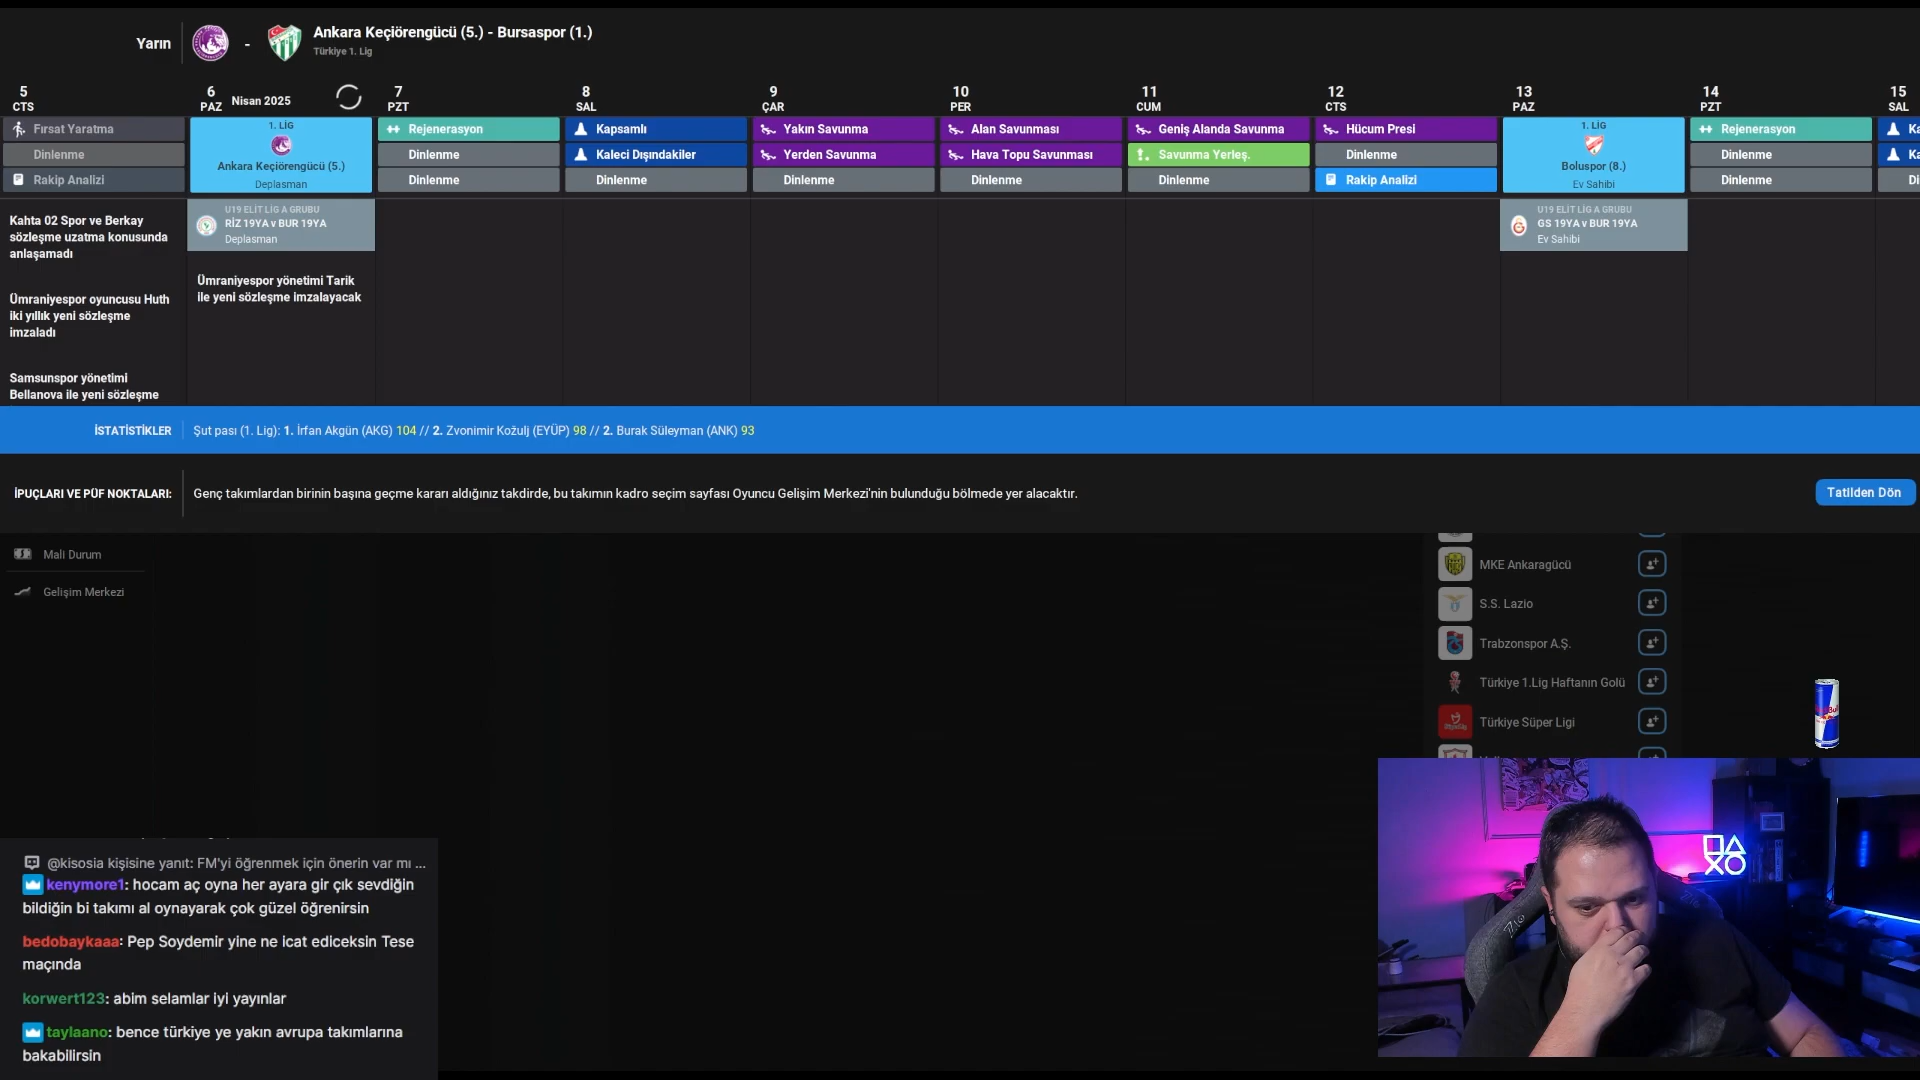 Yarın
-
Ankara Keçiörengücü (5.) - Bursaspor (1.)
Türkiye 1. Lig
5
CTS
6
PAZ
Nisan 2025
7
PZT
8
SAL
9
ÇAR
10
PER
11
CUM
12
CTS
13
PAZ
14
PZT
15
SAL
Fırsat Yaratma
Dinlenme
Rakip Analizi
1. LİG
Ankara Keçiörengücü (5.)
Deplasman
Rejenerasyon
Dinlenme
Dinlenme
Kapsamlı
Kaleci Dışındakiler
Dinlenme
Yakın Savunma
Yerden Savunma
Dinlenme
Alan Savunması
Hava Topu Savunması
Dinlenme
Geniş Alanda Savunma
Savunma Yerleş.
Dinlenme
Hücum Presi
Dinlenme
Rakip Analizi
1. LİG
Boluspor (8.)
Ev Sahibi
Rejenerasyon
Dinlenme
Dinlenme
Ka
Ka
Di
Kahta 02 Spor ve Berkay
sözleşme uzatma konusunda
anlaşamadı
Ümraniyespor oyuncusu Huth
iki yıllık yeni sözleşme
imzaladı
Samsunspor yönetimi
Bellanova ile yeni sözleşme
U19 ELİT LİG A GRUBU
RİZ 19YA v BUR 19YA
Deplasman
Ümraniyespor yönetimi Tarik
ile yeni sözleşme imzalayacak
U19 ELİT LİG A GRUBU
GS 19YA v BUR 19YA
Ev Sahibi
İSTATİSTİKLER
Şut pası (1. Lig): 1. İrfan Akgün (AKG) 104 // 2. Zvonimir Kožulj (EYÜP) 98 // 2. Burak Süleyman (ANK) 93
İPUÇLARI VE PÜF NOKTALARI:
Genç takımlardan birinin başına geçme kararı aldığınız takdirde, bu takımın kadro seçim sayfası Oyuncu Gelişim Merkezi'nin bulunduğu bölmede yer alacaktır.
Tatilden Dön
Mali Durum
Gelişim Merkezi
MKE Ankaragücü
S.S. Lazio
Trabzonspor A.Ş.
Türkiye 1.Lig Haftanın Golü
Türkiye Süper Ligi
@kisosia kişisine yanıt: FM'yi öğrenmek için önerin var mı ...
kenymore1: hocam aç oyna her ayara gir çık sevdiğin
bildiğin bi takımı al oynayarak çok güzel öğrenirsin
bedobaykaaa: Pep Soydemir yine ne icat ediceksin Tese
maçında
korwert123: abim selamlar iyi yayınlar
taylaano: bence türkiye ye yakın avrupa takımlarına
bakabilirsin